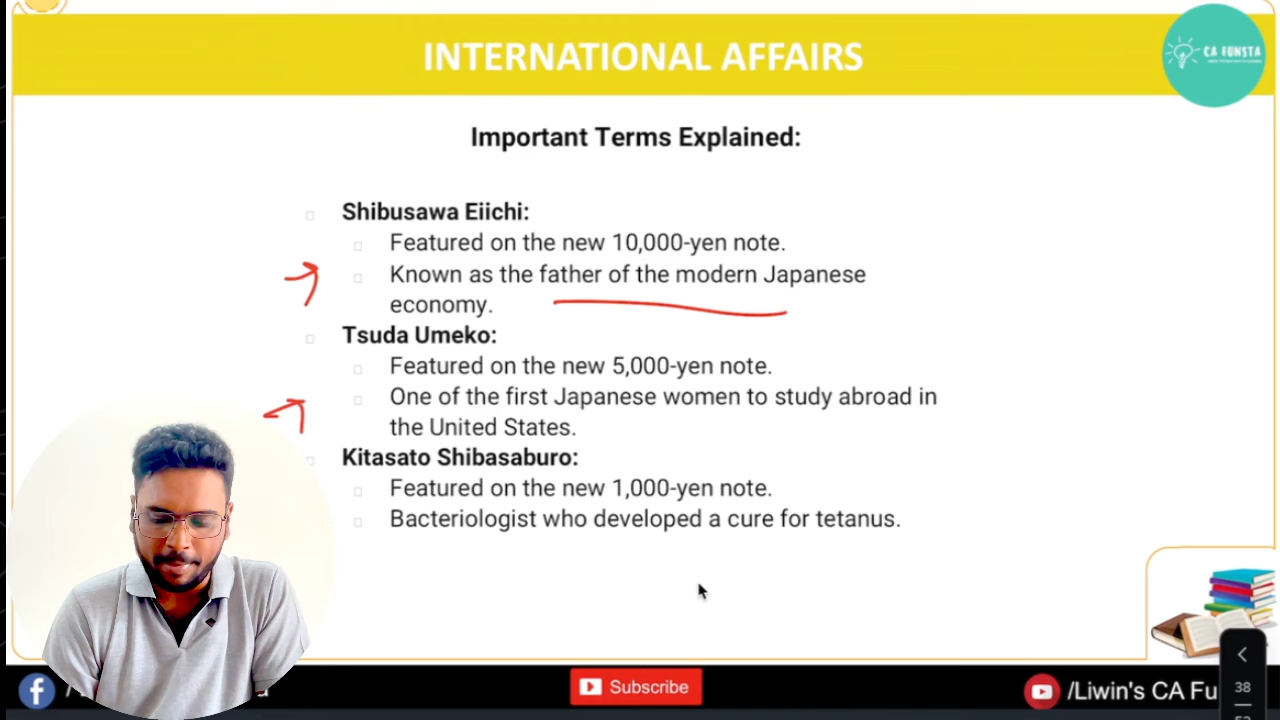 INTERNATIONAL AFFAIRS
CA FUNSTA
Important Terms Explained:
Shibusawa Eiichi:
Featured on the new 10,000-yen note.
Known as the father of the modern Japanese
economy.
Tsuda Umeko:
Featured on the new 5,000-yen note.
One of the first Japanese women to study abroad in
the United States.
Kitasato Shibasaburo:
Featured on the new 1,000-yen note.
Bacteriologist who developed a cure for tetanus.
Subscribe
/Liwin's CA Fu
38